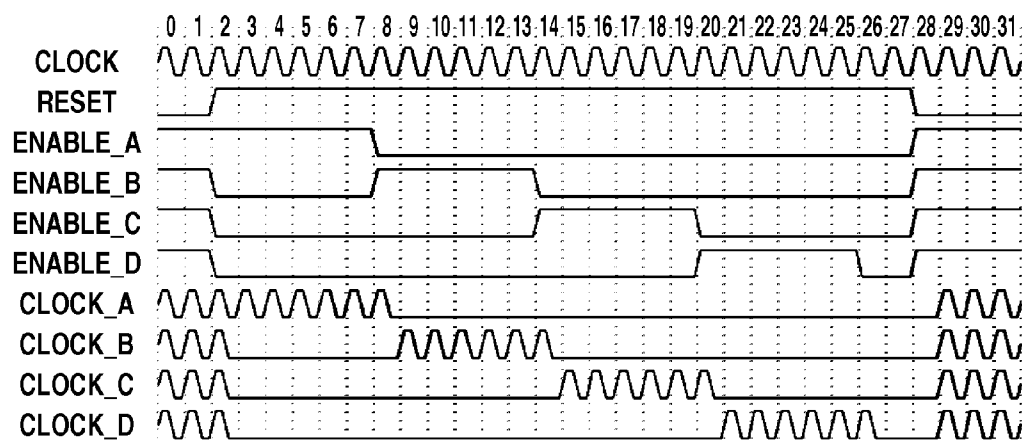 0 1 2 3 4 5 6 7 8 9 10 11 12 13 14 15 16 17 18 19 20 21 22 23 24 25 26 27 28 29 30 31
CLOCK
RESET
ENABLE_A
ENABLE_B
ENABLE_C
ENABLE_D
CLOCK_A
CLOCK_B
CLOCK_C
CLOCK_D